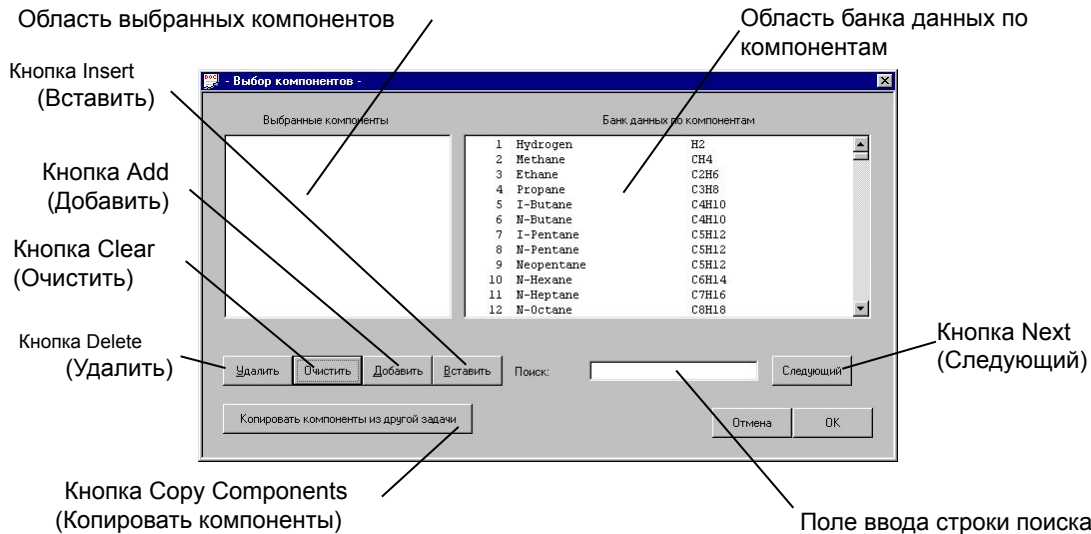 Область выбранных компонентов
Область банка данных по
компонентам
Кнопка Insert
(Вставить)
Кнопка Add
(Добавить)
Кнопка Clear
(Очистить)
Кнопка Delete
(Удалить)
DOC
- Выбор компонентов -
Выбранные компоненты
Банк данных по компонентам
1 Hydrogen H2
2 Methane CH4
3 Ethane C2H6
4 Propane C3H8
5 I-Butane C4H10
6 N-Butane C4H10
7 I-Pentane C5H12
8 N-Pentane C5H12
9 Neopentane C5H12
10 N-Hexane C6H14
11 N-Heptane C7H16
12 N-Octane C8H18
Удалить Очистить Добавить Вставить Поиск: Следующий
Копировать компоненты из другой задачи Отмена OK
Кнопка Next
(Следующий)
Кнопка Copy Components
(Копировать компоненты)
Поле ввода строки поиска